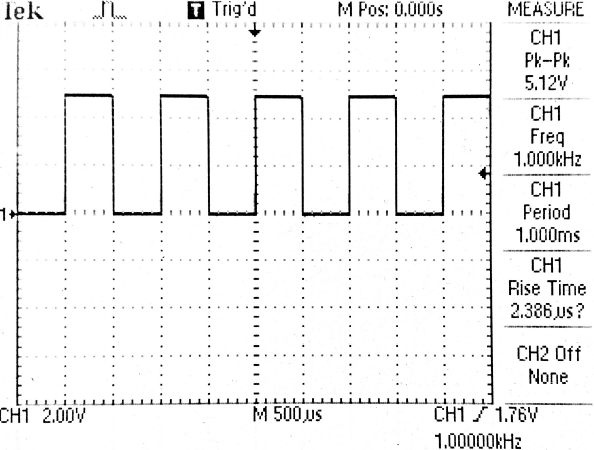 Tek T Trig'd M Pos: 0.000s MEASURE
CH1
Pk-Pk
5.12V
CH1
Freq
1.000kHz
CH1
Period
1.000ms
CH1
Rise Time
2.386µs?
CH2 Off
None
1
CH1 2.00V M 500µs CH1 1.76V
1.00000kHz